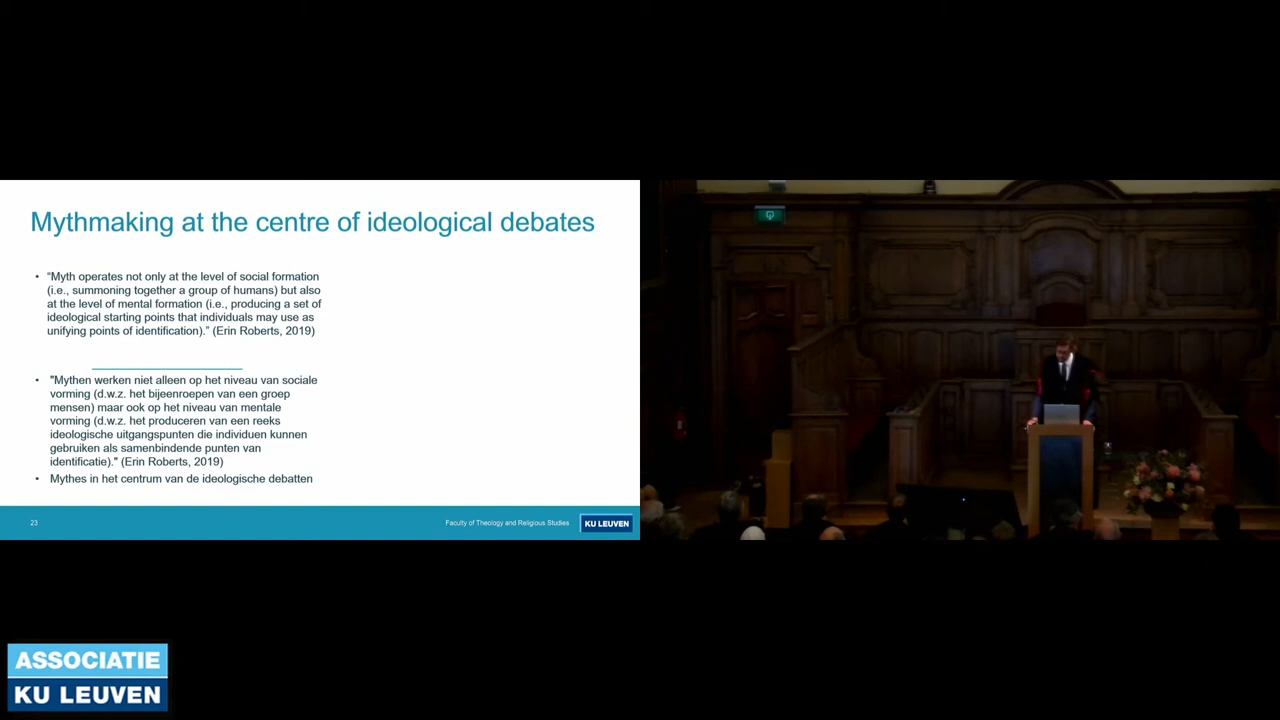 Mythmaking at the centre of ideological debates
• “Myth operates not only at the level of social formation
(i.e., summoning together a group of humans) but also
at the level of mental formation (i.e., producing a set of
ideological starting points that individuals may use as
unifying points of identification).” (Erin Roberts, 2019)
• "Mythen werken niet alleen op het niveau van sociale
vorming (d.w.z. het bijeenroepen van een groep
mensen) maar ook op het niveau van mentale
vorming (d.w.z. het produceren van een reeks
ideologische uitgangspunten die individuen kunnen
gebruiken als samenbindende punten van
identificatie)." (Erin Roberts, 2019)
• Mythes in het centrum van de ideologische debatten
23
Faculty of Theology and Religious Studies
KU LEUVEN
ASSOCIATIE
KU LEUVEN